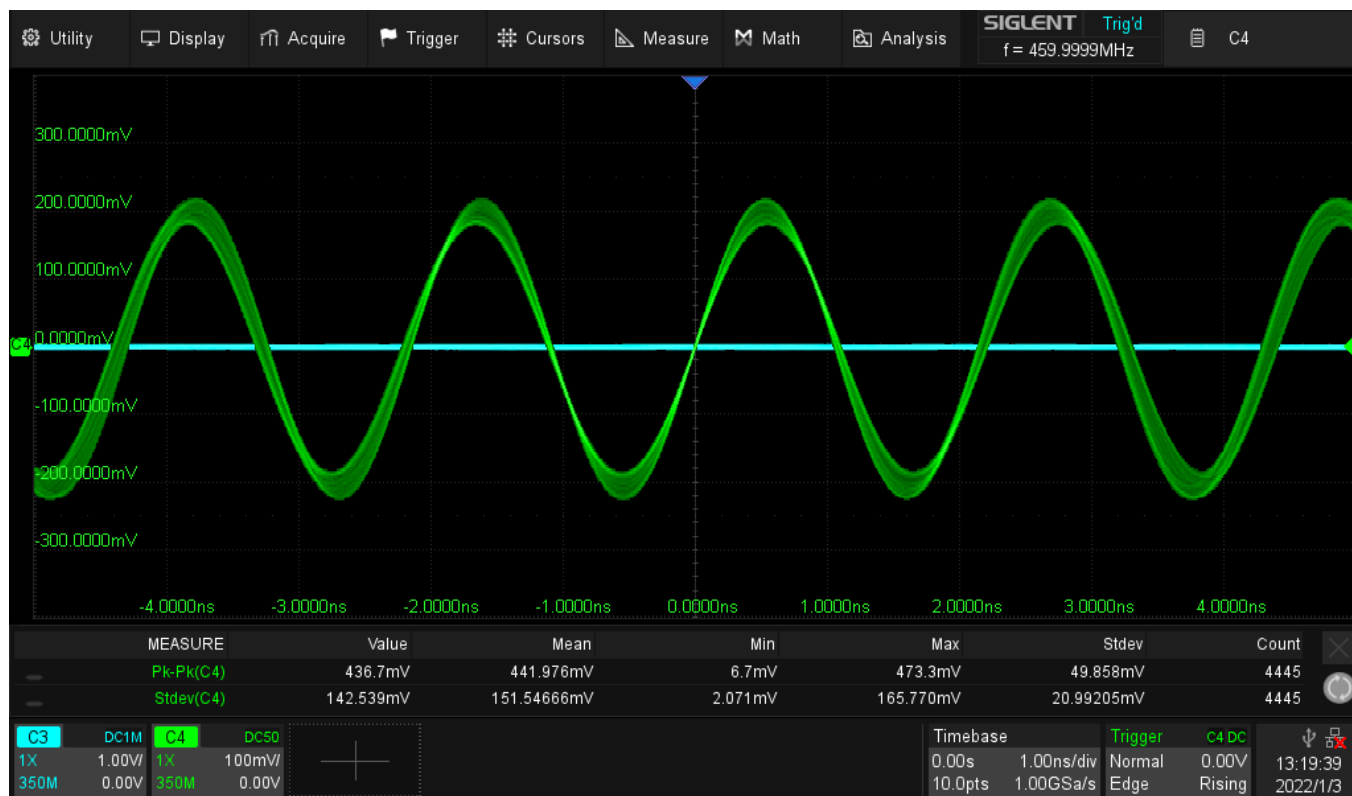 Utility Display Acquire Trigger Cursors Measure Math Analysis SIGLENT Trig'd C4
f = 459.9999MHz
300.0000mV
200.0000mV
100.0000mV
C4 0.0000mV
-100.0000mV
-200.0000mV
-300.0000mV
-4.0000ns -3.0000ns -2.0000ns -1.0000ns 0.0000ns 1.0000ns 2.0000ns 3.0000ns 4.0000ns
MEASURE Value Mean Min Max Stdev Count
Pk-Pk(C4) 436.7mV 441.976mV 6.7mV 473.3mV 49.858mV 4445
Stdev(C4) 142.539mV 151.54666mV 2.071mV 165.770mV 20.99205mV 4445
C3 DC1M C4 DC50 Timebase Trigger C4 DC
1X 1.00V/ 1X 100mV/ 0.00s 1.00ns/div Normal 0.00V 13:19:39
350M 0.00V 350M 0.00V 10.0pts 1.00GSa/s Edge Rising 2022/1/3